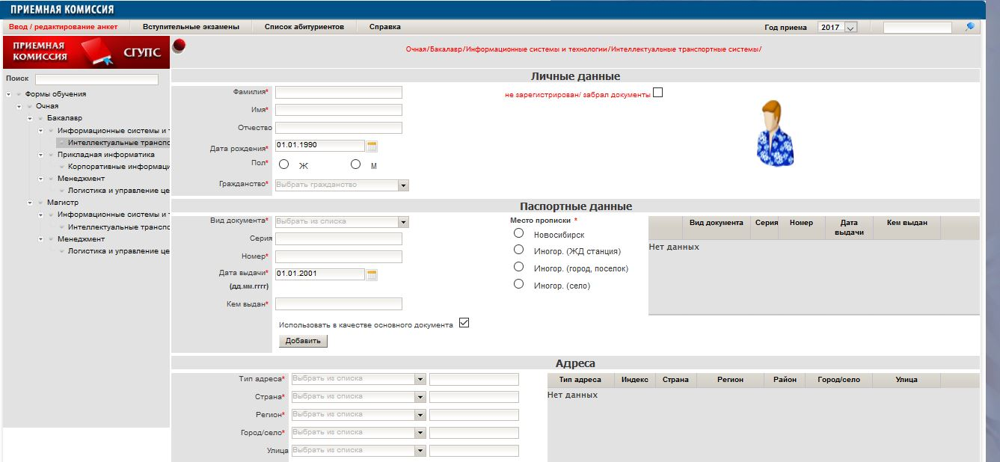 ПРИЕМНАЯ КОМИССИЯ
Ввод / редактирование анкет Вступительные экзамены Список абитуриентов Справка Год приема 2017
ПРИЕМНАЯ
КОМИССИЯ СГУПС
Очная/Бакалавр/Информационные системы и технологии/Интеллектуальные транспортные системы/
Поиск
Формы обучения
Очная
Бакалавр
Информационные системы и
Интеллектуальные трансп
Прикладная информатика
Корпоративные информац
Менеджмент
Логистика и управление це
Магистр
Информационные системы и
Интеллектуальные трансп
Менеджмент
Логистика и управление це
Личные данные
Фамилия*
не зарегистрирован/ забрал документы
Имя*
Отчество
Дата рождения* 01.01.1990
Пол* Ж М
Гражданство* Выбрать гражданство
Паспортные данные
Вид документа* Выбрать из списка
Серия
Номер*
Дата выдачи* 01.01.2001
(дд.мм.гггг)
Кем выдан*
Использовать в качестве основного документа
Добавить
Место прописки *
Новосибирск
Иногор. (ЖД станция)
Иногор. (город, поселок)
Иногор. (село)
Вид документа Серия Номер Дата выдачи Кем выдан
Нет данных
Адреса
Тип адреса* Выбрать из списка
Страна* Выбрать из списка
Регион* Выбрать из списка
Город/село* Выбрать из списка
Улица Выбрать из списка
Тип адреса Индекс Страна Регион Район Город/село Улица
Нет данных